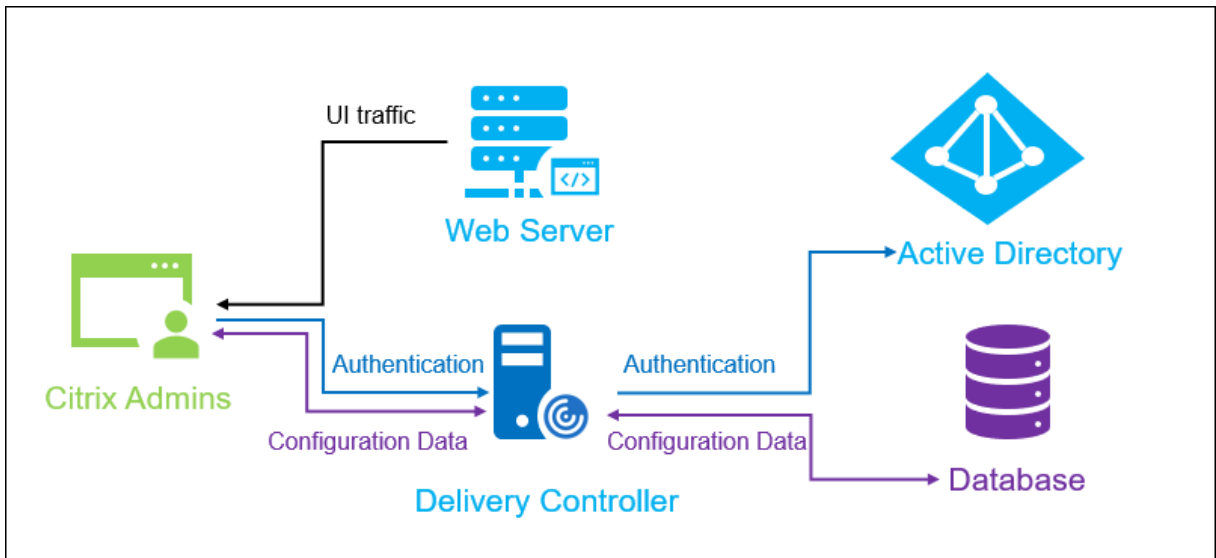 UI traffic
</>
Web Server
Active Directory
Citrix Admins
Authentication
Authentication
Configuration Data
Configuration Data
Database
Delivery Controller